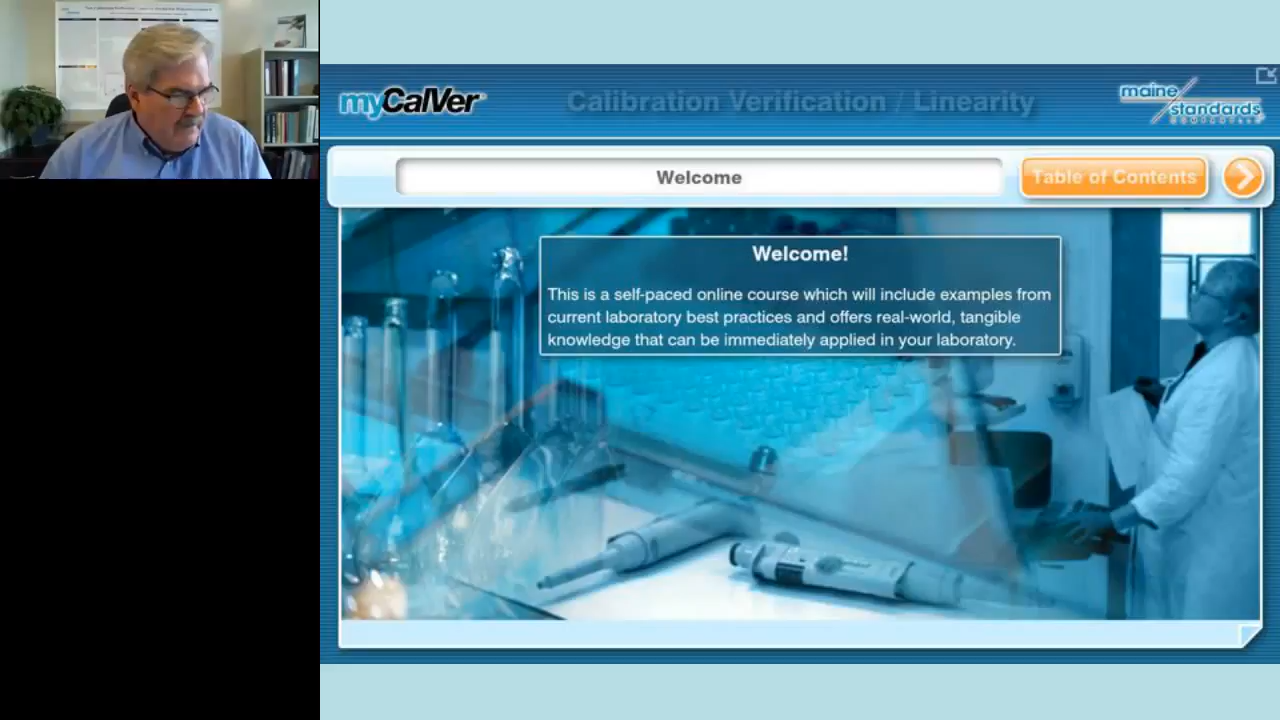 myCalVer
Calibration Verification / Linearity
maine
standards
Welcome
Table of Contents
Welcome!
This is a self-paced online course which will include examples from
current laboratory best practices and offers real-world, tangible
knowledge that can be immediately applied in your laboratory.